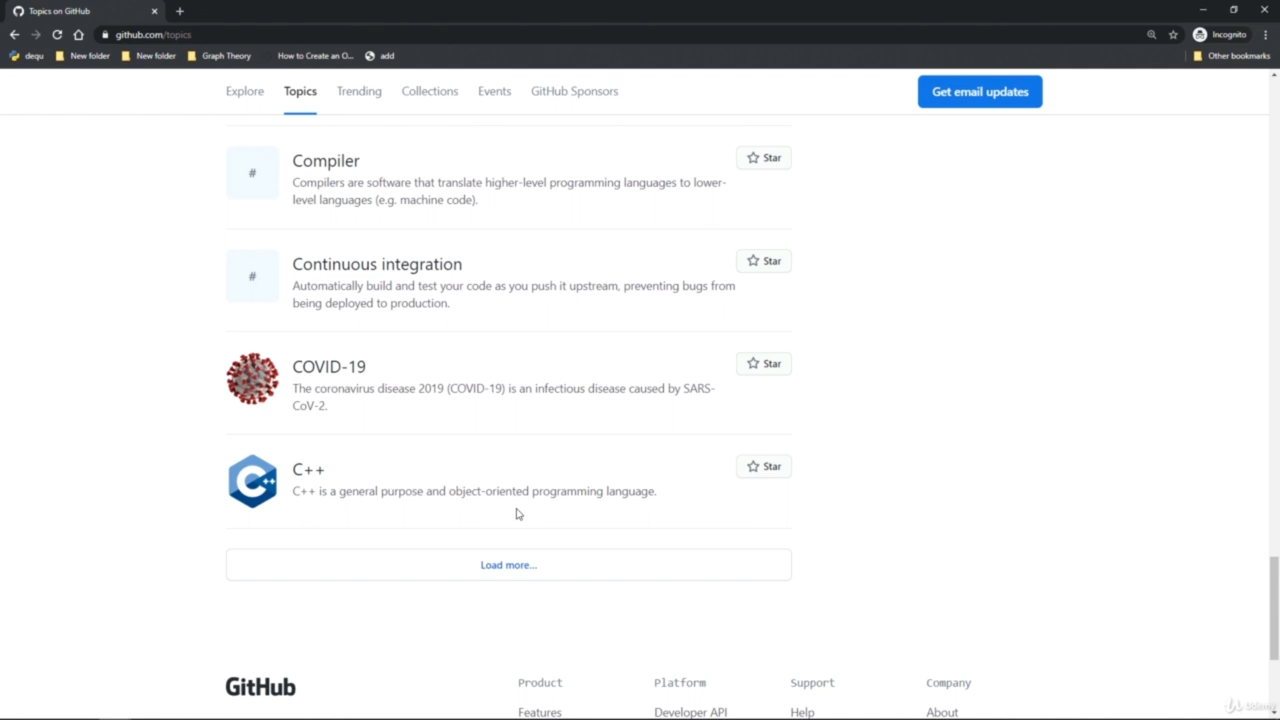 Topics on GitHub
github.com/topics
Incognito
dequ
New folder
New folder
Graph Theory
How to Create an O...
add
Other bookmarks
Explore
Topics
Trending
Collections
Events
GitHub Sponsors
Get email updates
#
Compiler
Star
Compilers are software that translate higher-level programming languages to lower-
level languages (e.g. machine code).
#
Continuous integration
Star
Automatically build and test your code as you push it upstream, preventing bugs from
being deployed to production.
COVID-19
Star
The coronavirus disease 2019 (COVID-19) is an infectious disease caused by SARS-
CoV-2.
C++
Star
C++ is a general purpose and object-oriented programming language.
Load more...
GitHub
Product
Platform
Support
Company
Features
Developer API
Help
About
Udemy